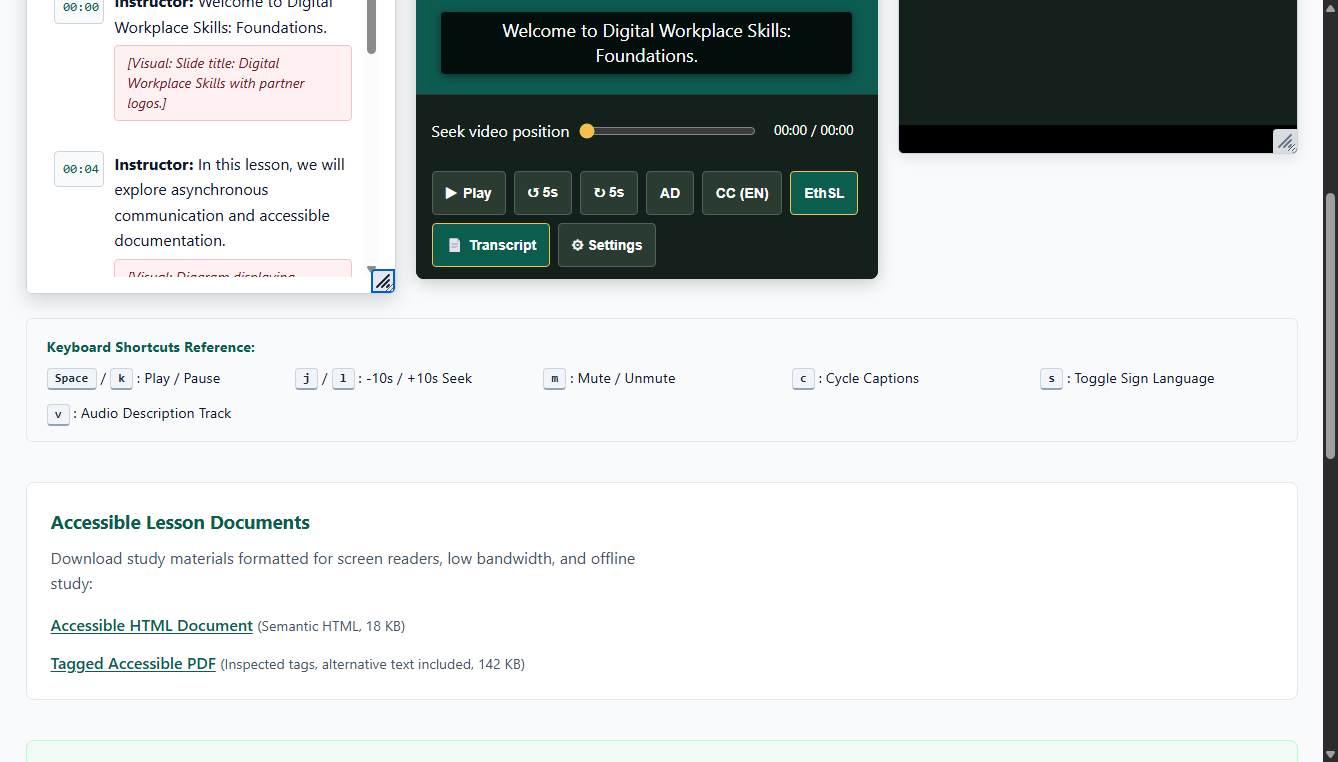 00:00
Instructor: Welcome to Digital
Workplace Skills: Foundations.
[Visual: Slide title: Digital
Workplace Skills with partner
logos.]
00:04
Instructor: In this lesson, we will
explore asynchronous
communication and accessible
documentation.
[Visual: Diagram displaying
Welcome to Digital Workplace Skills:
Foundations.
Seek video position 00:00 / 00:00
▶ Play ↺ 5s ↻ 5s AD CC (EN) EthSL
Transcript ⚙ Settings
Keyboard Shortcuts Reference:
Space / k : Play / Pause
j / l : -10s / +10s Seek
m : Mute / Unmute
c : Cycle Captions
s : Toggle Sign Language
v : Audio Description Track
Accessible Lesson Documents
Download study materials formatted for screen readers, low bandwidth, and offline
study:
Accessible HTML Document (Semantic HTML, 18 KB)
Tagged Accessible PDF (Inspected tags, alternative text included, 142 KB)